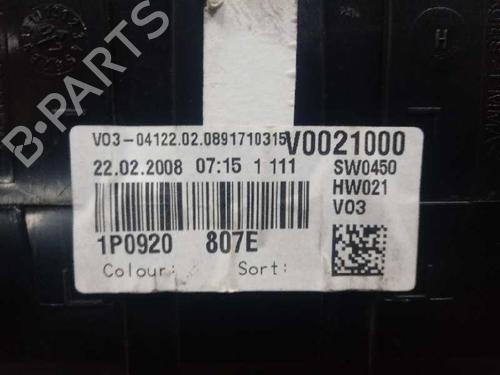 V03-04122.02.0891710315 V0021000
22.02.2008 07:15 1 111 SW0450
HW021
V03
1P0920 807E
Colour: Sort:
B-PARTS
H